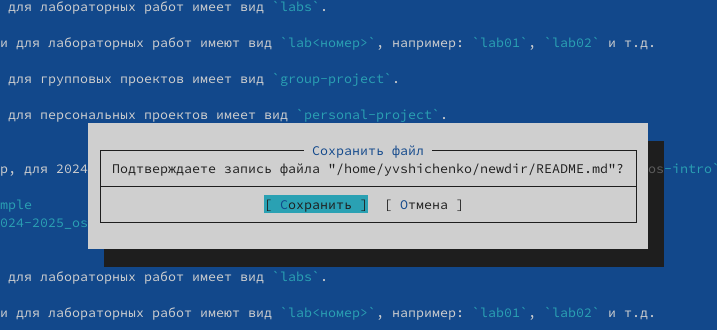 для лабораторных работ имеет вид `labs`.
и для лабораторных работ имеют вид `lab<номер>`, например: `lab01`, `lab02` и т.д.
для групповых проектов имеет вид `group-project`.
для персональных проектов имеет вид `personal-project`.
Сохранить файл
р, для 2024
Подтверждаете запись файла "/home/yvshichenko/newdir/README.md"?
os-intro`
mple
[ Сохранить ] [ Отмена ]
024-2025_os
для лабораторных работ имеет вид `labs`.
и для лабораторных работ имеют вид `lab<номер>`, например: `lab01`, `lab02` и т.д.